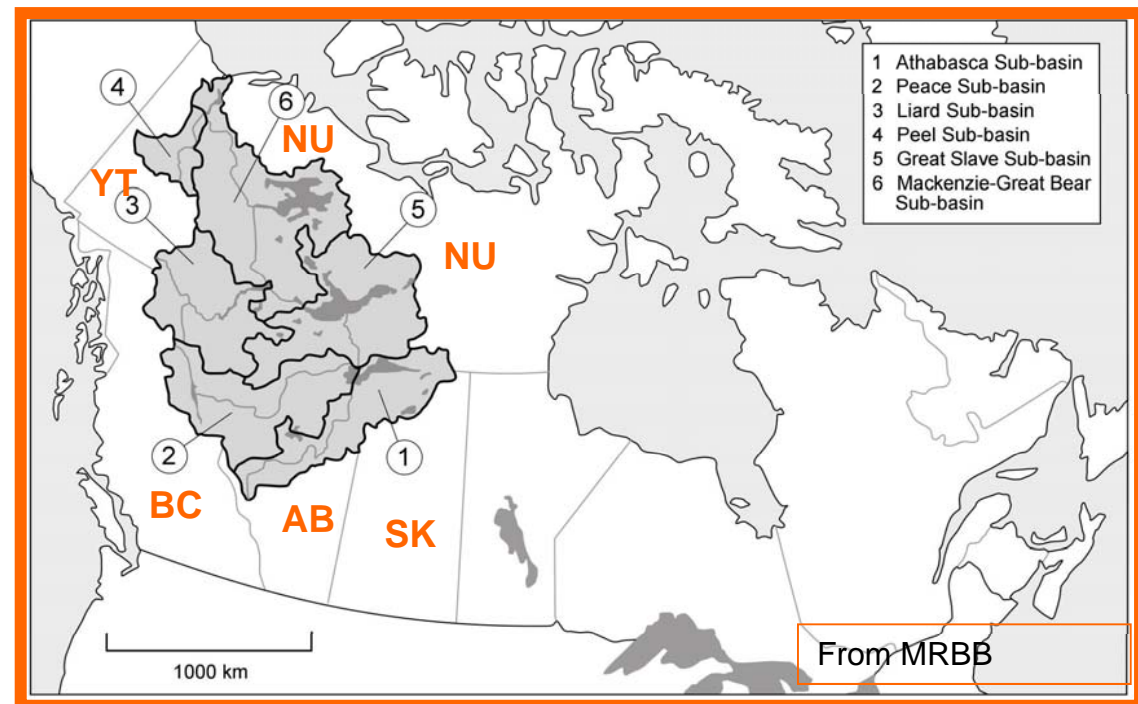 1 Athabasca Sub-basin
2 Peace Sub-basin
3 Liard Sub-basin
4 Peel Sub-basin
5 Great Slave Sub-basin
6 Mackenzie-Great Bear
Sub-basin
4
6
NU
YT
3
5
NU
2
1
BC
AB
SK
1000 km
From MRBB